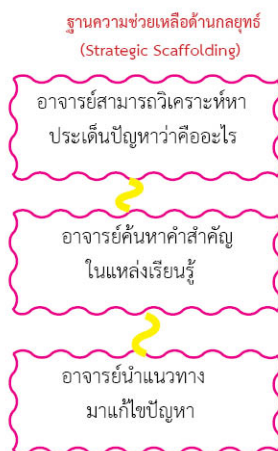 ฐานความช่วยเหลือด้านกลยุทธ์
(Strategic Scaffolding)
อาจารย์สามารถวิเคราะห์หา
ประเด็นปัญหาว่าคืออะไร
อาจารย์ค้นหาคำสำคัญ
ในแหล่งเรียนรู้
อาจารย์นำแนวทาง
มาแก้ไขปัญหา